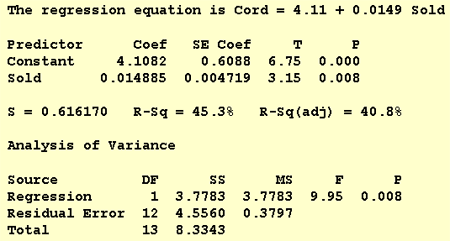 The regression equation is Cord = 4.11 + 0.0149 Sold
Predictor Coef SE Coef T P
Constant 4.1082 0.6088 6.75 0.000
Sold 0.014885 0.004719 3.15 0.008
S = 0.616170 R-Sq = 45.3% R-Sq(adj) = 40.8%
Analysis of Variance
Source DF SS MS F P
Regression 1 3.7783 3.7783 9.95 0.008
Residual Error 12 4.5560 0.3797
Total 13 8.3343